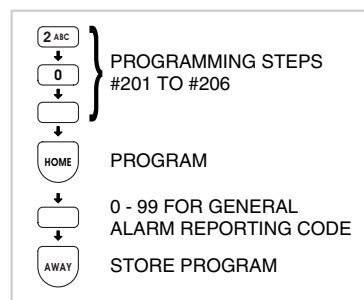 2 ABC
PROGRAMMING STEPS
0
#201 TO #206
HOME
PROGRAM
0 - 99 FOR GENERAL
ALARM REPORTING CODE
AWAY
STORE PROGRAM